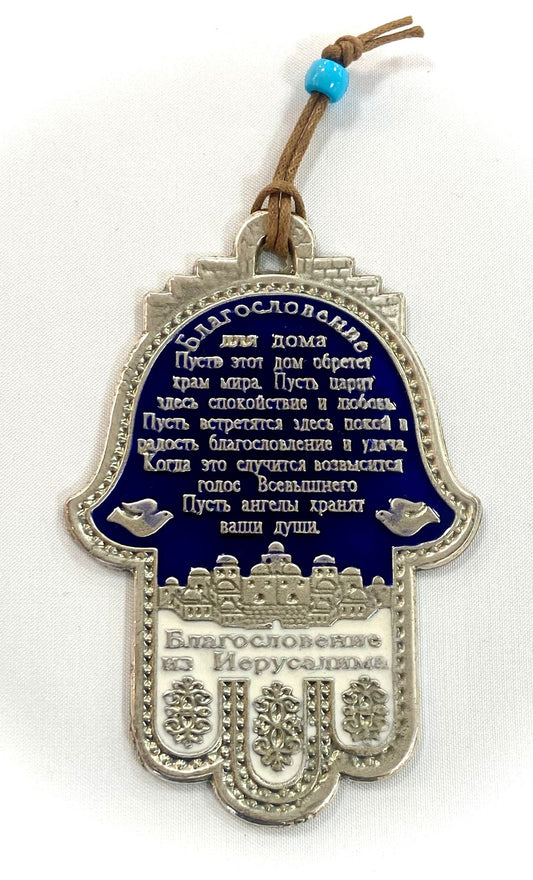 Благословение
для дома
Пусть этот дом обретет
храм мира. Пусть царит
здесь спокойствие и любовь.
Пусть встретятся здесь покой и
радость благословление и удача.
Когда это случится возвысится
голос Всевышнего
Пусть ангелы хранят
ваши души.
Благословение
из Иерусалима